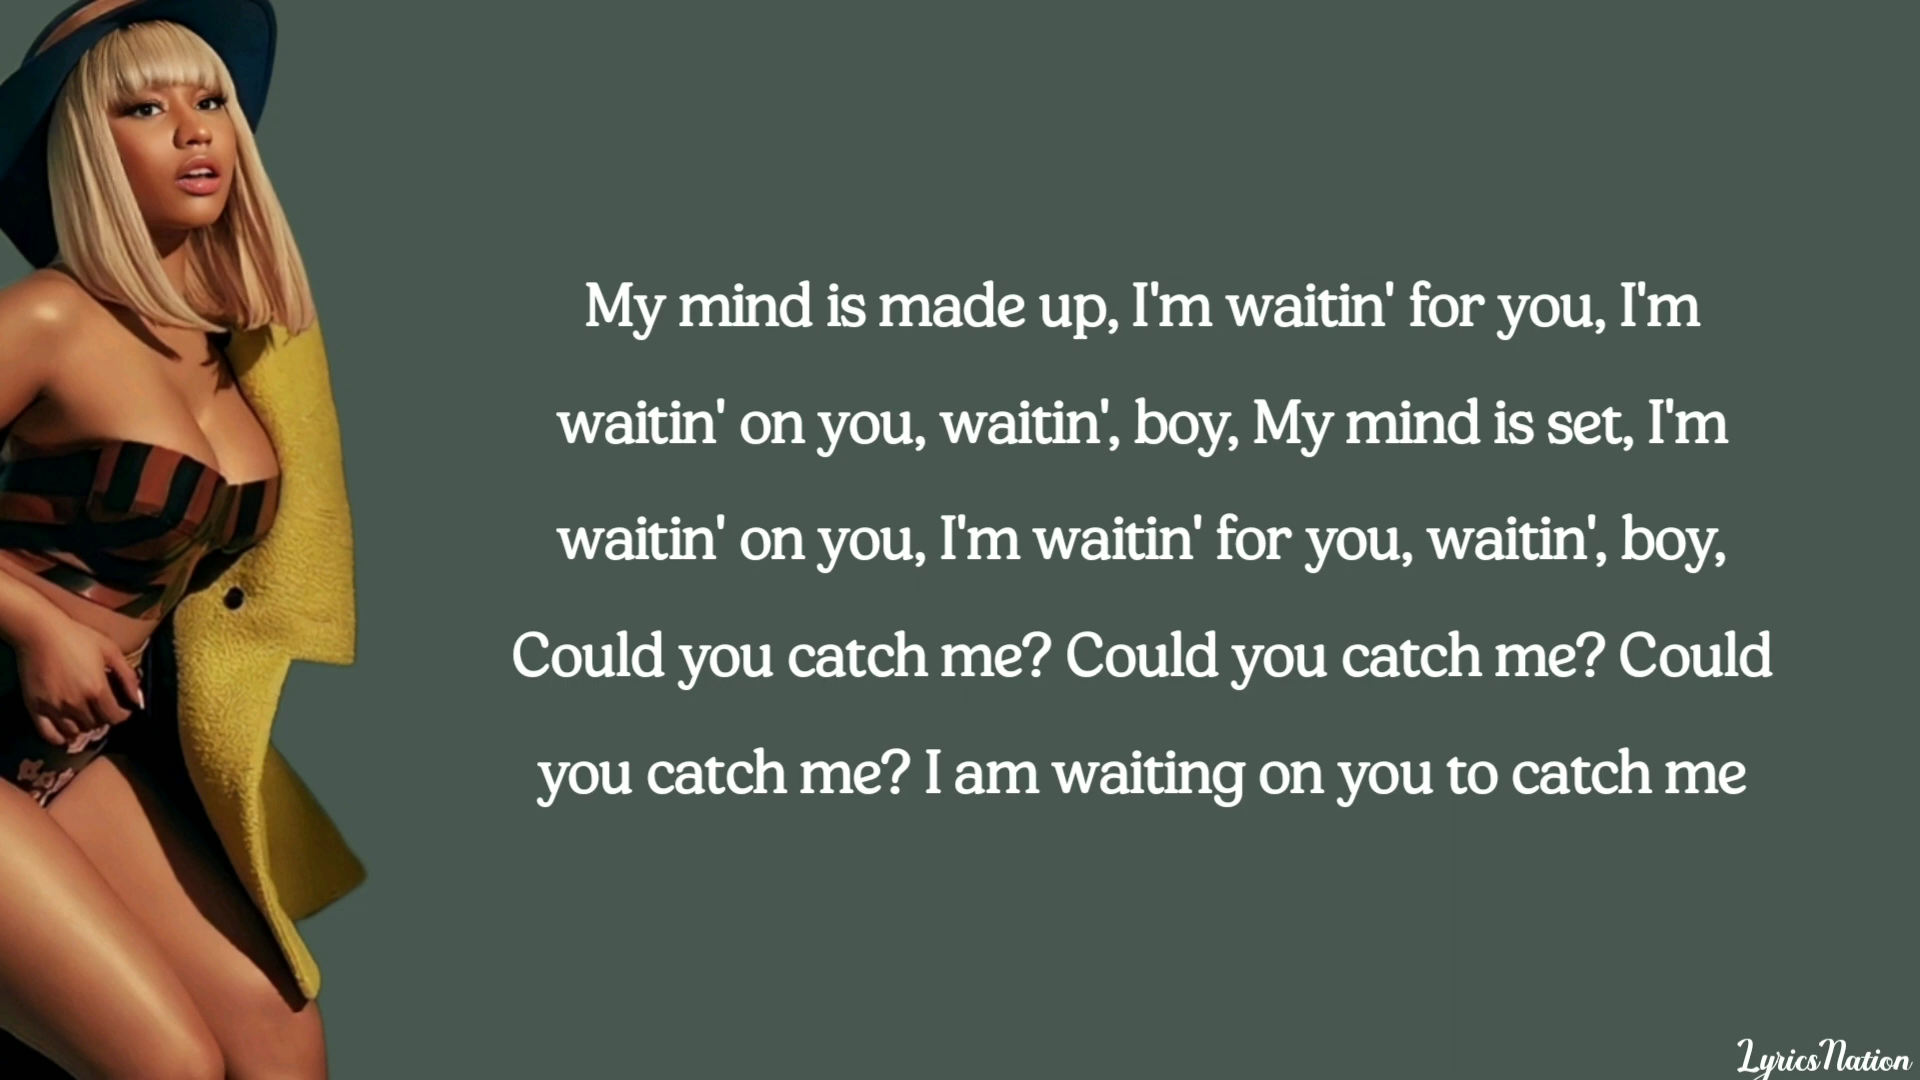 My mind is made up, I'm waitin' for you, I'm
waitin' on you, waitin', boy, My mind is set, I'm
waitin' on you, I'm waitin' for you, waitin', boy,
Could you catch me? Could you catch me? Could
you catch me? I am waiting on you to catch me
LyricsNation